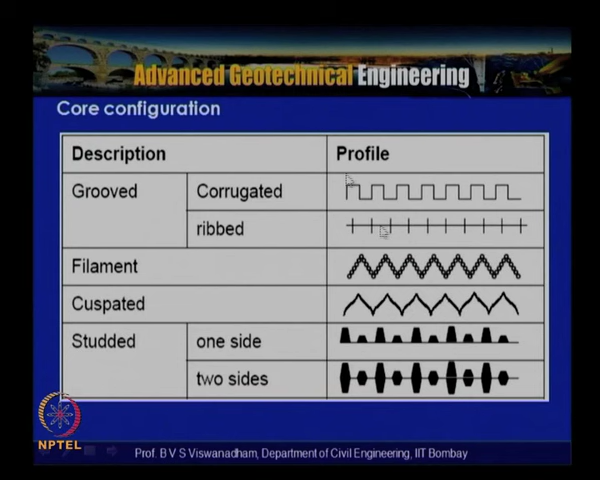 Advanced Geotechnical Engineering
Core configuration
Description Profile
Grooved Corrugated
ribbed
Filament
Cuspated
Studded one side
two sides
NPTEL
Prof. B V S Viswanadham, Department of Civil Engineering, IIT Bombay